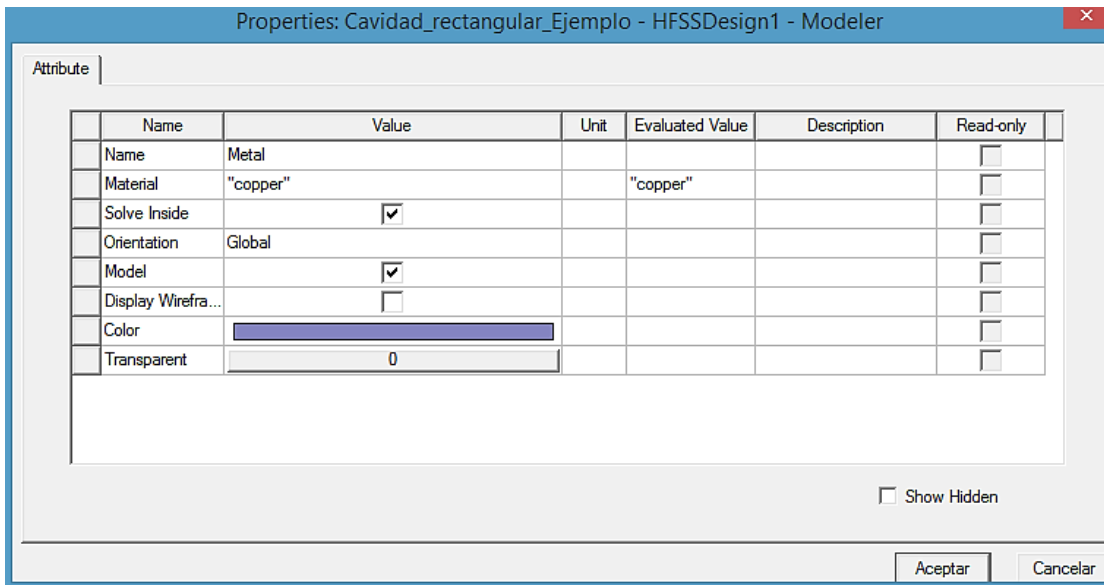 Properties: Cavidad_rectangular_Ejemplo - HFSSDesign1 - Modeler
Attribute
Name Value Unit Evaluated Value Description Read-only
Name Metal
Material "copper" "copper"
Solve Inside
Orientation Global
Model
Display Wirefra...
Color
Transparent 0
Show Hidden
Aceptar Cancelar